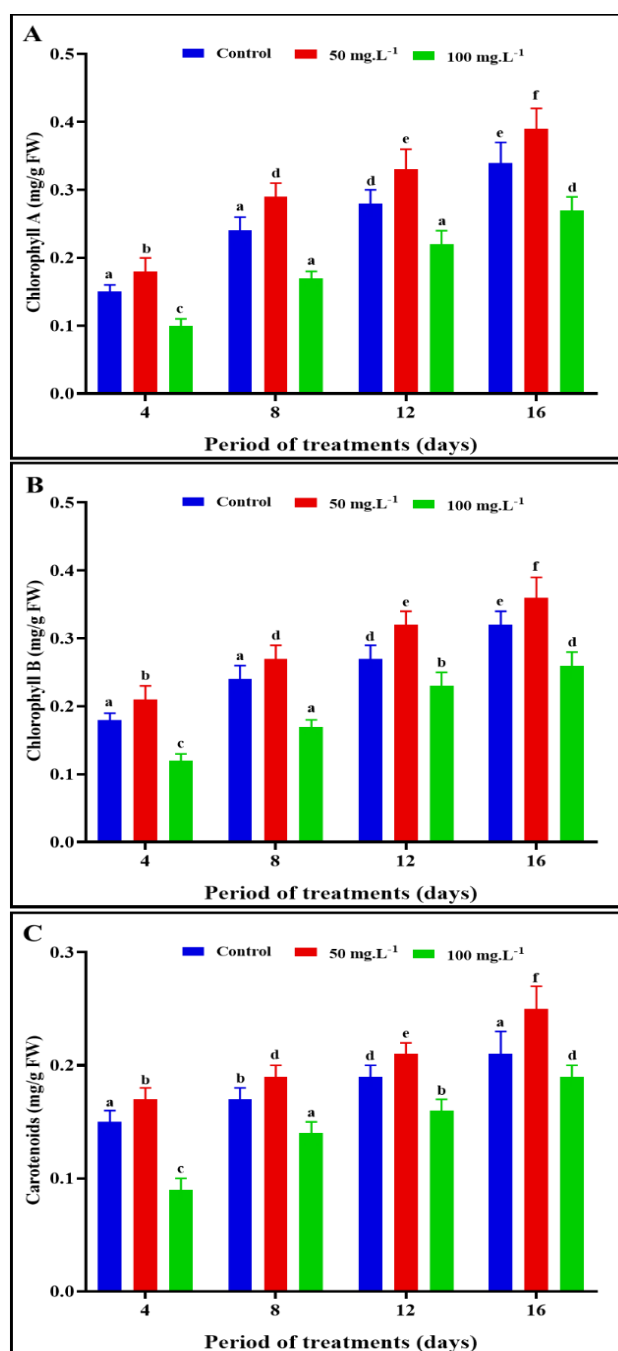 A
Control 50 mg.L⁻¹ 100 mg.L⁻¹
Chlorophyll A (mg/g FW)
0.5
0.4
0.3
0.2
0.1
0.0
a b c a d a d e a e f d
4 8 12 16
Period of treatments (days)
B
Control 50 mg.L⁻¹ 100 mg.L⁻¹
Chlorophyll B (mg/g FW)
0.5
0.4
0.3
0.2
0.1
0.0
a b c a d a d e b e f d
4 8 12 16
Period of treatments (days)
C
Control 50 mg.L⁻¹ 100 mg.L⁻¹
Carotenoids (mg/g FW)
0.3
0.2
0.1
0.0
a b c b d a d e b a f d
4 8 12 16
Period of treatments (days)